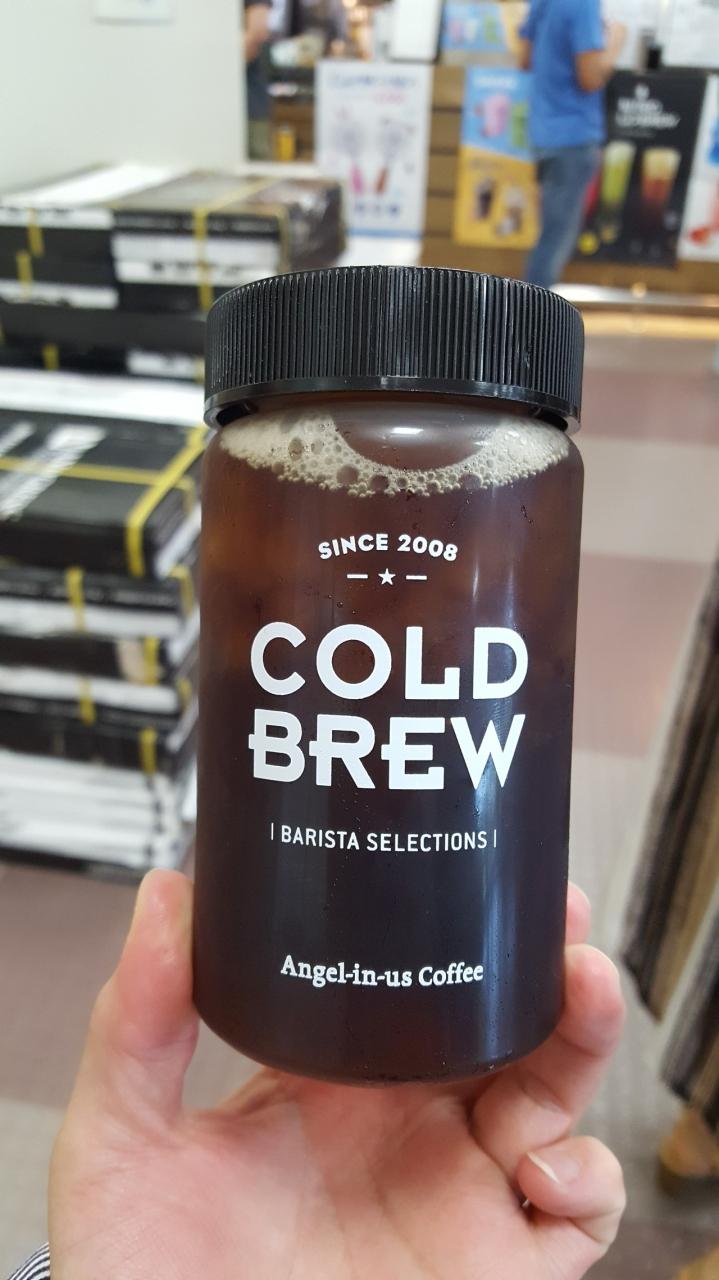 SINCE 2008
COLD
BREW
| BARISTA SELECTIONS |
Angel-in-us Coffee